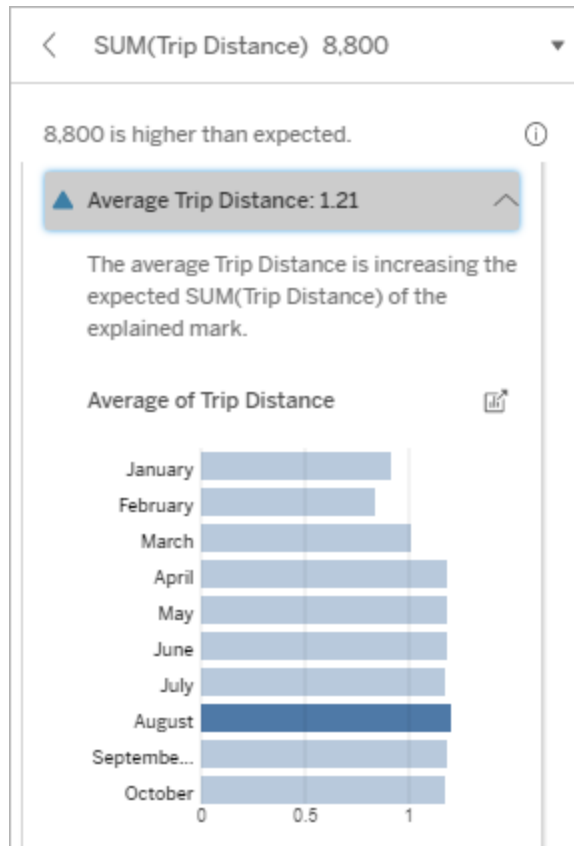 SUM(Trip Distance) 8,800
8,800 is higher than expected.
Average Trip Distance: 1.21
The average Trip Distance is increasing the
expected SUM(Trip Distance) of the
explained mark.
Average of Trip Distance
January
February
March
April
May
June
July
August
Septembe...
October
0 0.5 1